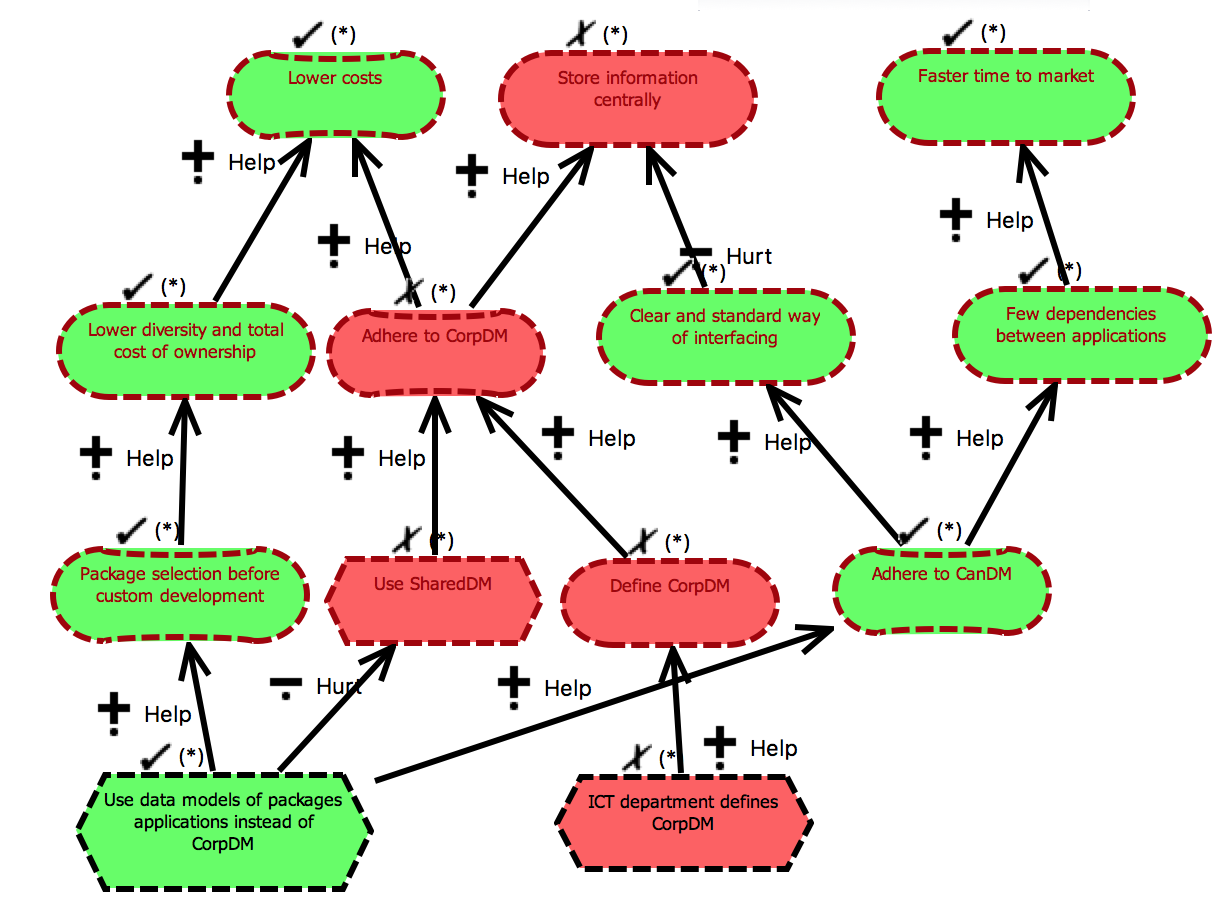 (*)
(*)
(*)
Lower costs
Store information
centrally
Faster time to market
Help
Help
Help
Help
Hurt
(*)
(*)
(*)
(*)
Lower diversity and total
cost of ownership
Adhere to CorpDM
Clear and standard way
of interfacing
Few dependencies
between applications
Help
Help
Help
Help
Help
(*)
(*)
(*)
(*)
Package selection before
custom development
Use SharedDM
Define CorpDM
Adhere to CanDM
Help
Hurt
Help
Help
(*)
(*
Use data models of packages
applications instead of
CorpDM
ICT department defines
CorpDM